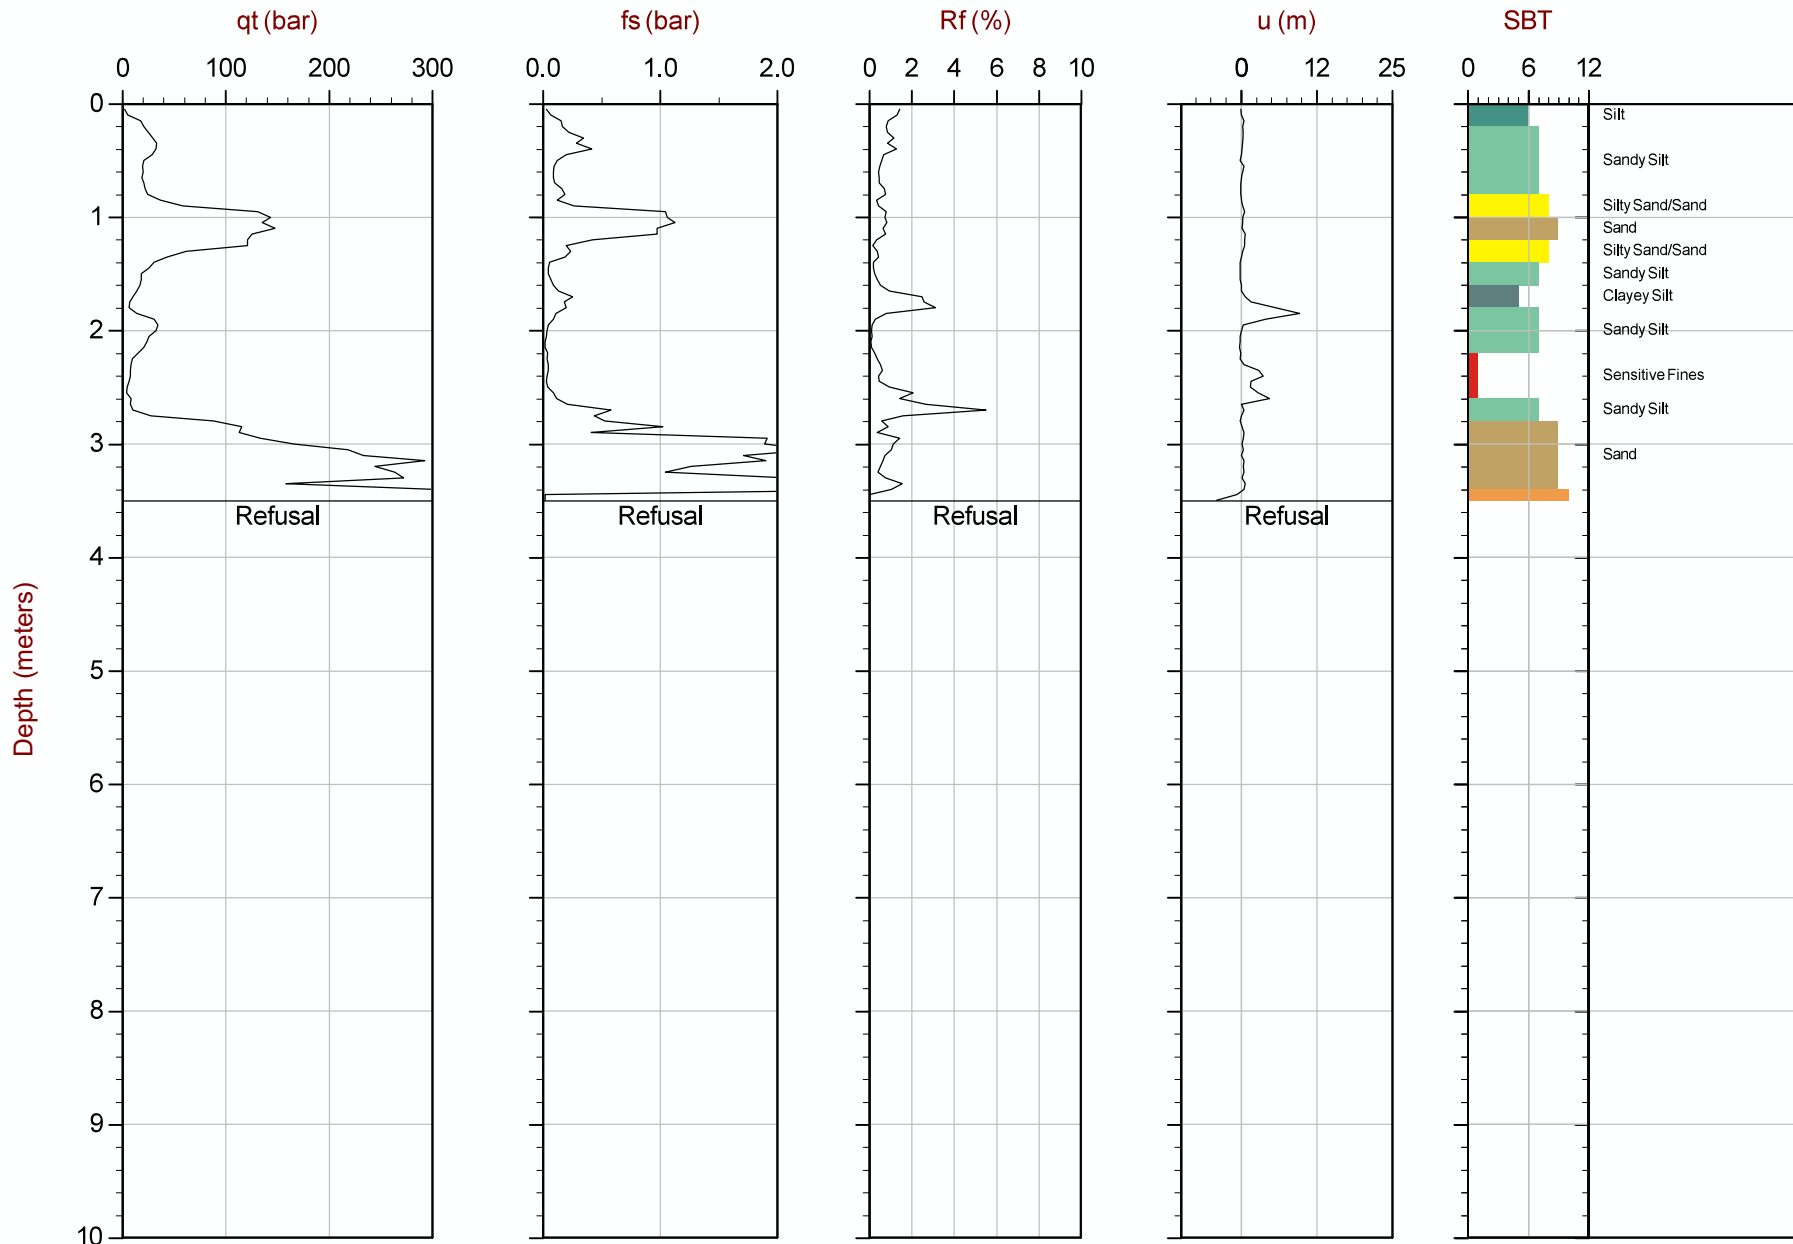 qt (bar) fs (bar) Rf (%) u (m) SBT
0 100 200 300 0.0 1.0 2.0 0 2 4 6 8 10 0 12 25 0 6 12
0
Silt
Sandy Silt
Silty Sand/Sand
1
Sand
Silty Sand/Sand
Sandy Silt
Clayey Silt
2 Sandy Silt
Sensitive Fines
Sandy Silt
3 Sand
Refusal Refusal Refusal Refusal
4
5
Depth (meters)
6
7
8
9
10